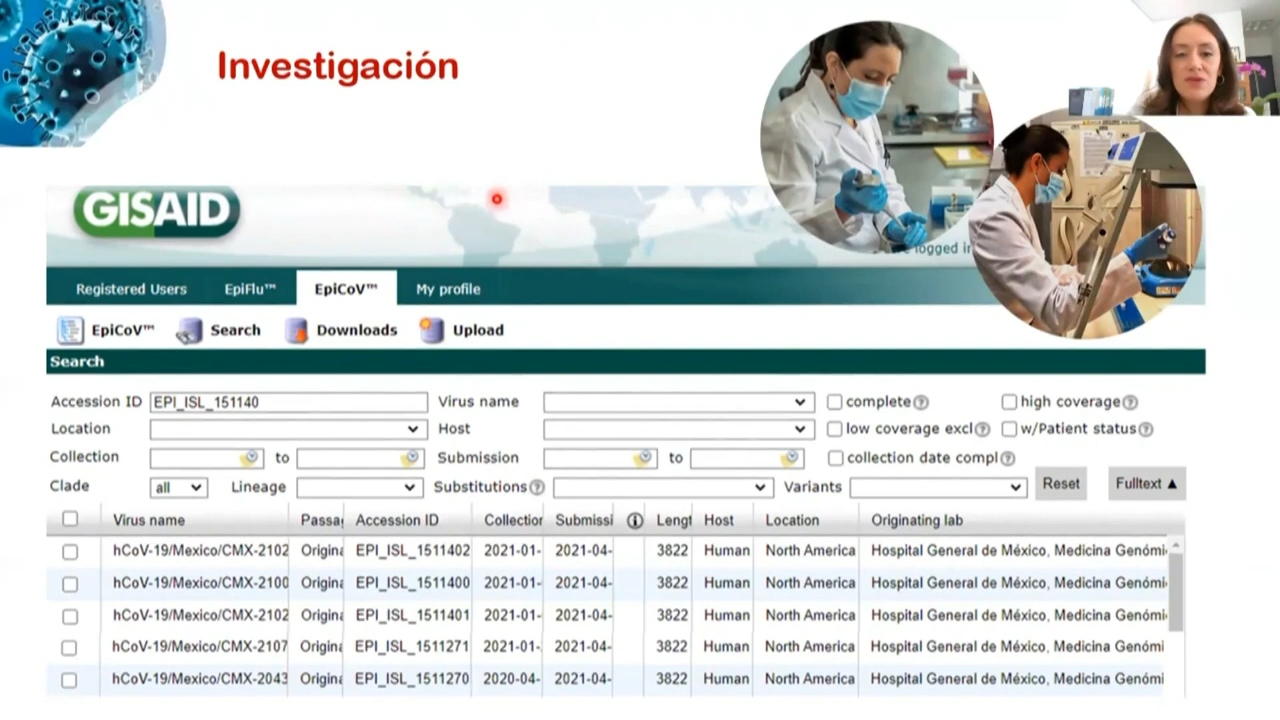 Investigación
GISAID
logged in
Registered Users EpiFlu™ EpiCoV™ My profile
EpiCoV™ Search Downloads Upload
Search
Accession ID EPI_ISL_151140 Virus name complete high coverage
Location Host low coverage excl w/Patient status
Collection to Submission to collection date compl
Clade all Lineage Substitutions Variants Reset Fulltext ▲
Virus name Passa Accession ID Collection Submissi Lengt Host Location Originating lab
hCoV-19/Mexico/CMX-2102 Origina EPI_ISL_1511402 2021-01- 2021-04- 3822 Human North America Hospital General de México, Medicina Genómi
hCoV-19/Mexico/CMX-2100 Origina EPI_ISL_1511400 2021-01- 2021-04- 3822 Human North America Hospital General de México, Medicina Genómi
hCoV-19/Mexico/CMX-2102 Origina EPI_ISL_1511401 2021-01- 2021-04- 3822 Human North America Hospital General de México, Medicina Genómi
hCoV-19/Mexico/CMX-2107 Origina EPI_ISL_1511271 2021-01- 2021-04- 3822 Human North America Hospital General de México, Medicina Genómi
hCoV-19/Mexico/CMX-2043 Origina EPI_ISL_1511270 2020-04- 2021-04- 3822 Human North America Hospital General de México, Medicina Genómi